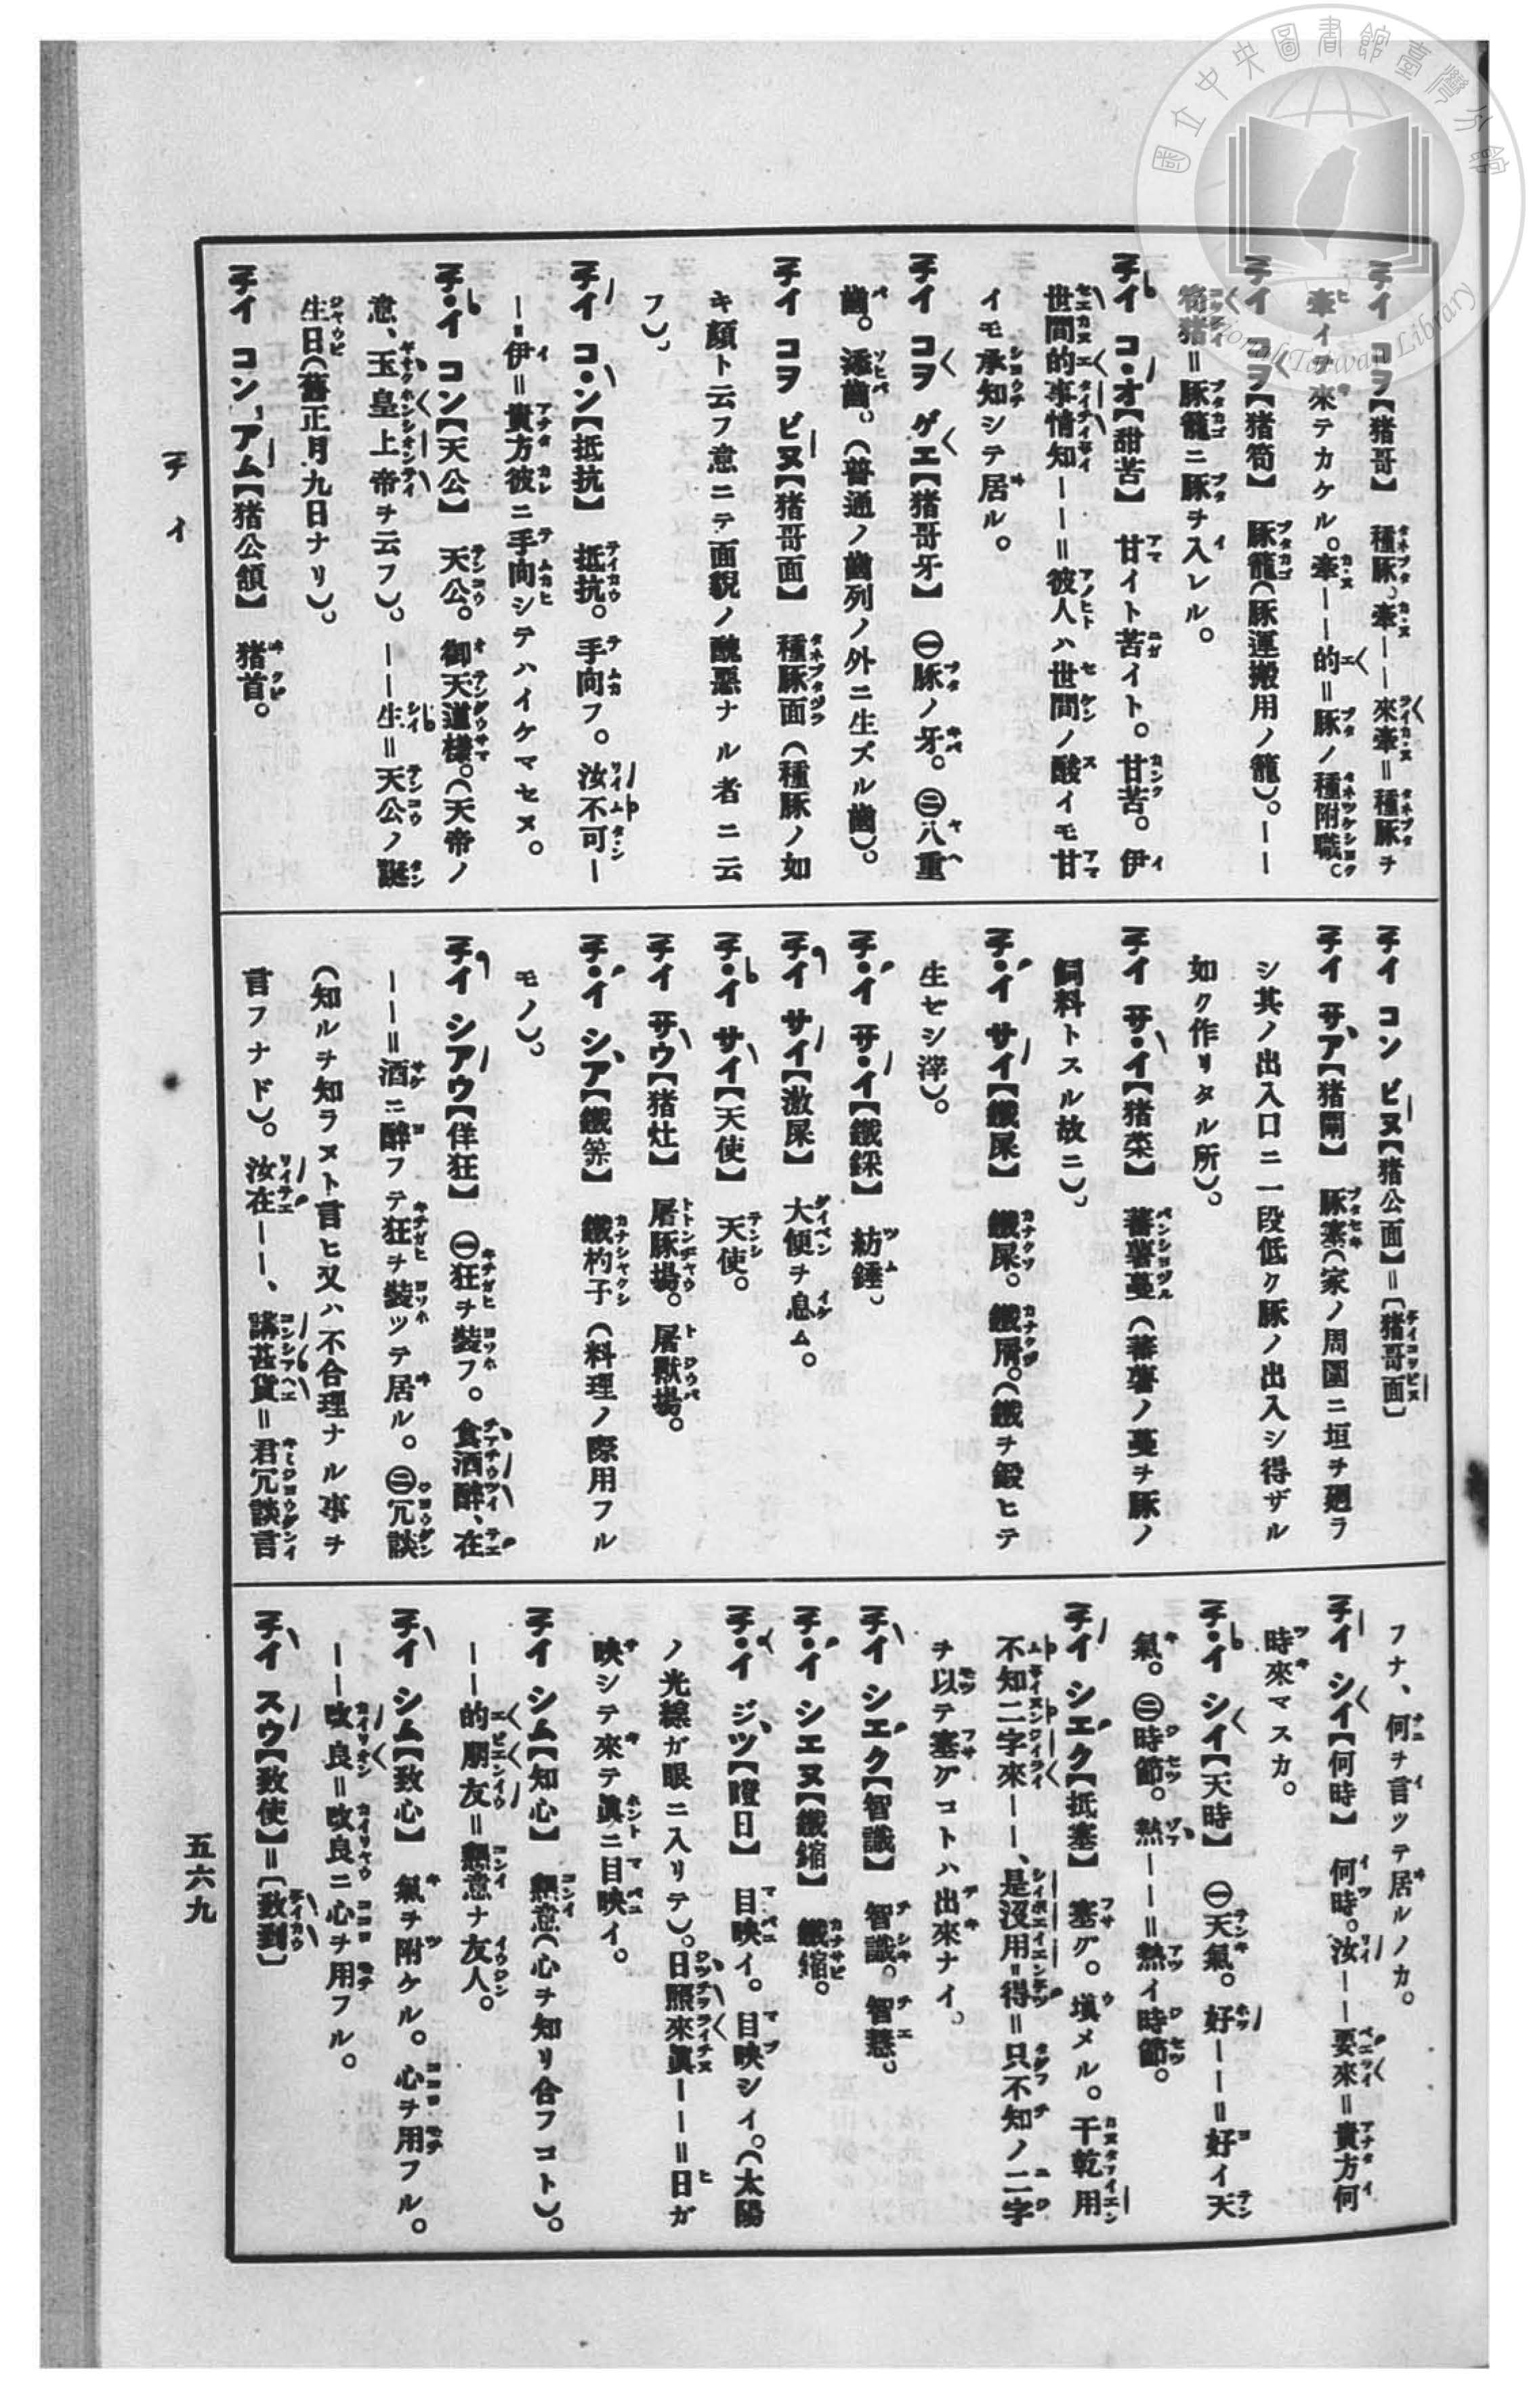 國立中央圖書館臺灣分館
National Taiwan Library
チイ コヲ【猪哥】 種豚。牽——來牽=種豚ヲ
牽イヲ來テカケル。牽——的=豚ノ種附職。
チイ コヲ【猪笱】 豚籠(豚運搬用ノ籠)。——
笱猪=豚籠ニ豚ヲ入レル。
チイ コ・オ【甜苦】 甘イト苦イト。甘苦。伊
世間的事情知——=彼人ハ世間ノ酸イモ甘
イモ承知シテ居ル。
チイ コヲ ゲエ【猪哥牙】 ㊀豚ノ牙。㊁八重
齒。添齒。(普通ノ齒列ノ外ニ生ズル齒)。
チイ コヲ ビヌ【猪哥面】 種豚面(種豚ノ如
キ顏ト云フ意ニテ面貌ノ醜惡ナル者ニ云
フ)。
チイ コ・ン【抵抗】 抵抗。手向フ。汝不可—
—伊=貴方彼ニ手向シテハイケマセヌ。
チ・イ コン【天公】 天公。御天道樣。(天帝ノ
意、玉皇上帝ヲ云フ)。——生=天公ノ誕
生日(舊正月九日ナリ)。
チイ コン アム【猪公頷】 猪首。
チイ コン ビヌ【猪公面】=〔猪哥面〕
チイ サア【猪閘】 豚塞(家ノ周圍ニ垣ヲ廻ラ
シ其ノ出入口ニ一段低ク豚ノ出入シ得ザル
如ク作リタル所)。
チイ サ・イ【猪菜】 蕃薯蔓(蕃薯ノ蔓ヲ豚ノ
飼料トスル故ニ)。
チ・イ サイ【鐵屎】 鐵屎。鐵屑。(鐵ヲ鍛ヒテ
生ゼシ滓)。
チ・イ サ・イ【鐵錁】 紡錘。
チイ サイ【激屎】 大便ヲ息ム。
チ・イ サイ【天使】 天使。
チイ サウ【猪灶】 屠豚場。屠獸場。
チ・イ シア【鐵】 鐵杓子(料理ノ際用フル
モノ)。
チイ シアウ【佯狂】 ㊀狂ヲ裝フ。食酒醉、在
——=酒ニ醉フテ狂ヲ裝ツテ居ル。㊁冗談
(知ルヲ知ラヌト言ヒ又ハ不合理ナル事ヲ
言フナド)。汝在——、講甚貨=君冗談言
フナ、何ヲ言ツテ居ルノカ。
チイ シイ【何時】 何時。汝——要來=貴方何
時來マスカ。
チ・イ シイ【天時】 ㊀天氣。好——=好イ天
氣。㊁時節。熱——=熱イ時節。
チイ シエク【抵塞】 塞グ。塡メル。干乾用
不知二字來——、是沒用=得=只不知ノ二字
ヲ以テ塞グコトハ出來ナイ。
チイ シエク【智識】 智識。智慧。
チ・イ シエヌ【鐵鏥】 鐵鏥。
チ・イ ジツ【瞪日】 目映イ。目映シイ。(太陽
ノ光線ガ眼ニ入リテ)。日照來眞——=日ガ
映シテ來テ眞ニ目映イ。
チイ シム【知心】 懇意(心ヲ知リ合フコト)。
——的朋友=懇意ナ友人。
チイ シム【致心】 氣ヲ附ケル。心ヲ用フル。
——改良=改良ニ心ヲ用フル。
チイ スウ【致使】=〔致到〕
チイ
五六九